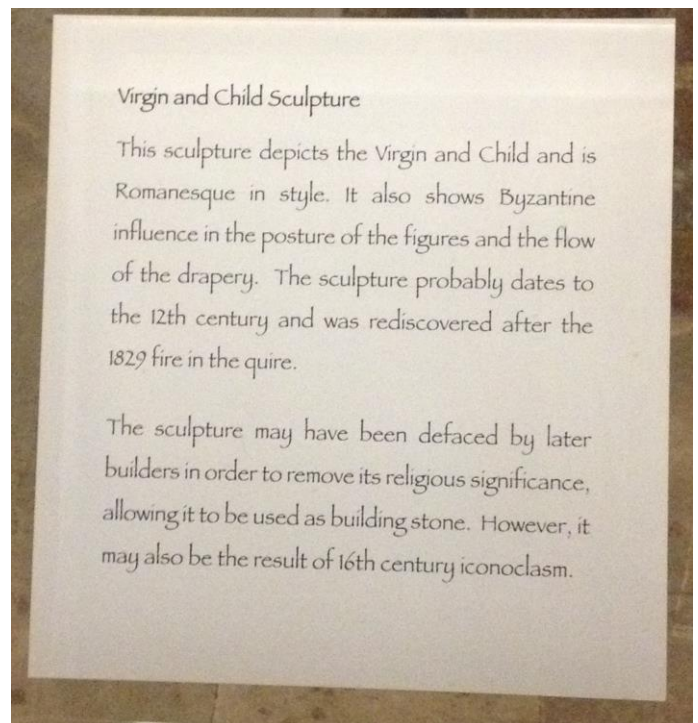 Virgin and Child Sculpture
This sculpture depicts the Virgin and Child and is
Romanesque in style. It also shows Byzantine
influence in the posture of the figures and the flow
of the drapery. The sculpture probably dates to
the 12th century and was rediscovered after the
1829 fire in the quire.
The sculpture may have been defaced by later
builders in order to remove its religious significance,
allowing it to be used as building stone. However, it
may also be the result of 16th century iconoclasm.